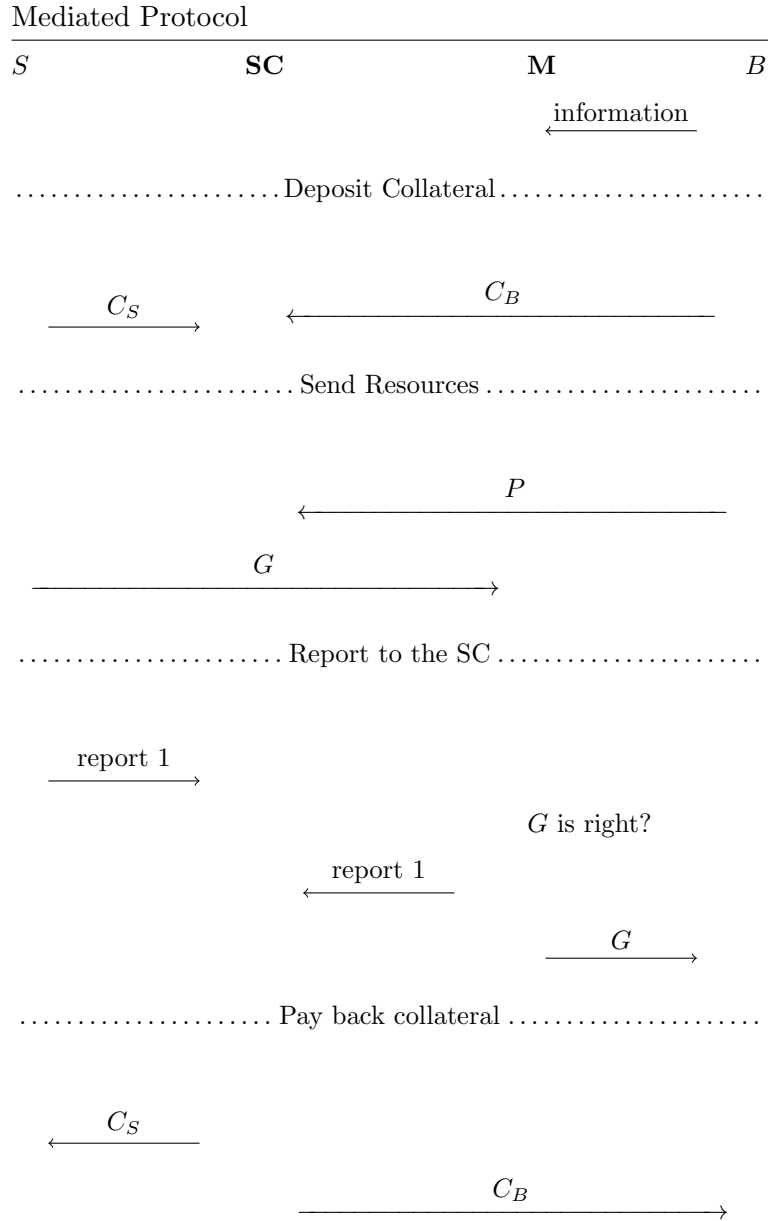 Mediated Protocol
S SC M B
information
Deposit Collateral
C_B
C_S
Send Resources
P
G
Report to the SC
report 1
G is right?
report 1
G
Pay back collateral
C_S
C_B